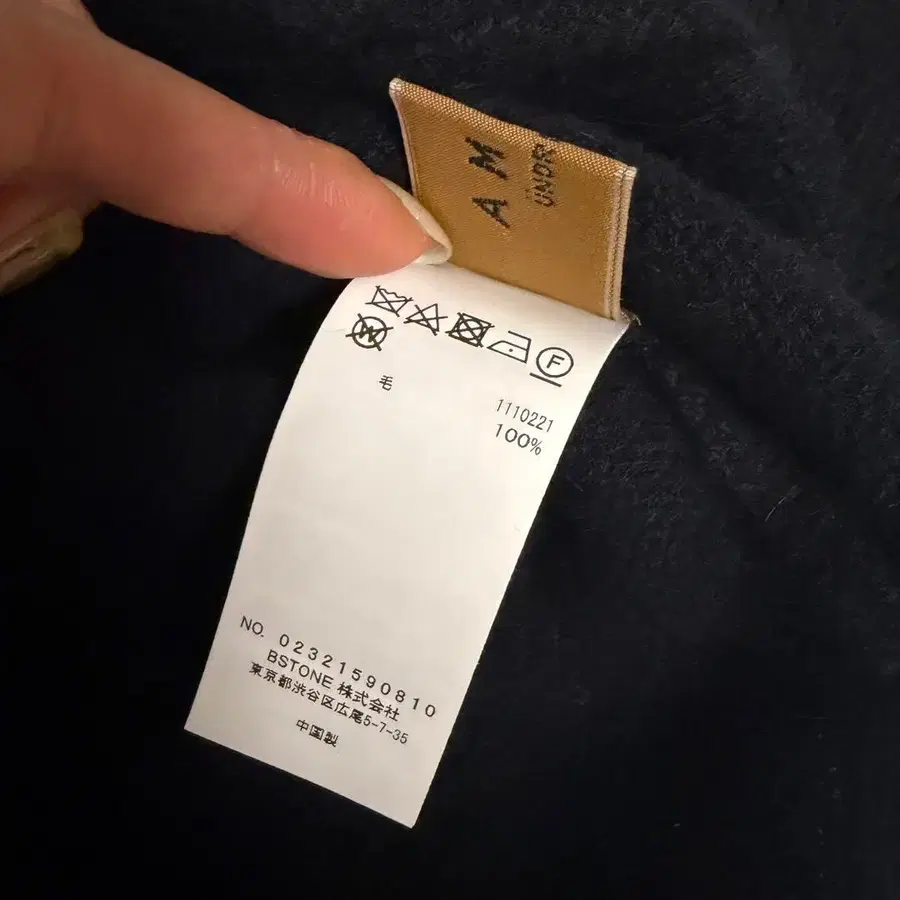 A M
UNDR
F
W
毛
1110221
100%
NO. 02321590810
BSTONE 株式会社
東京都渋谷区広尾5-7-35
中国製